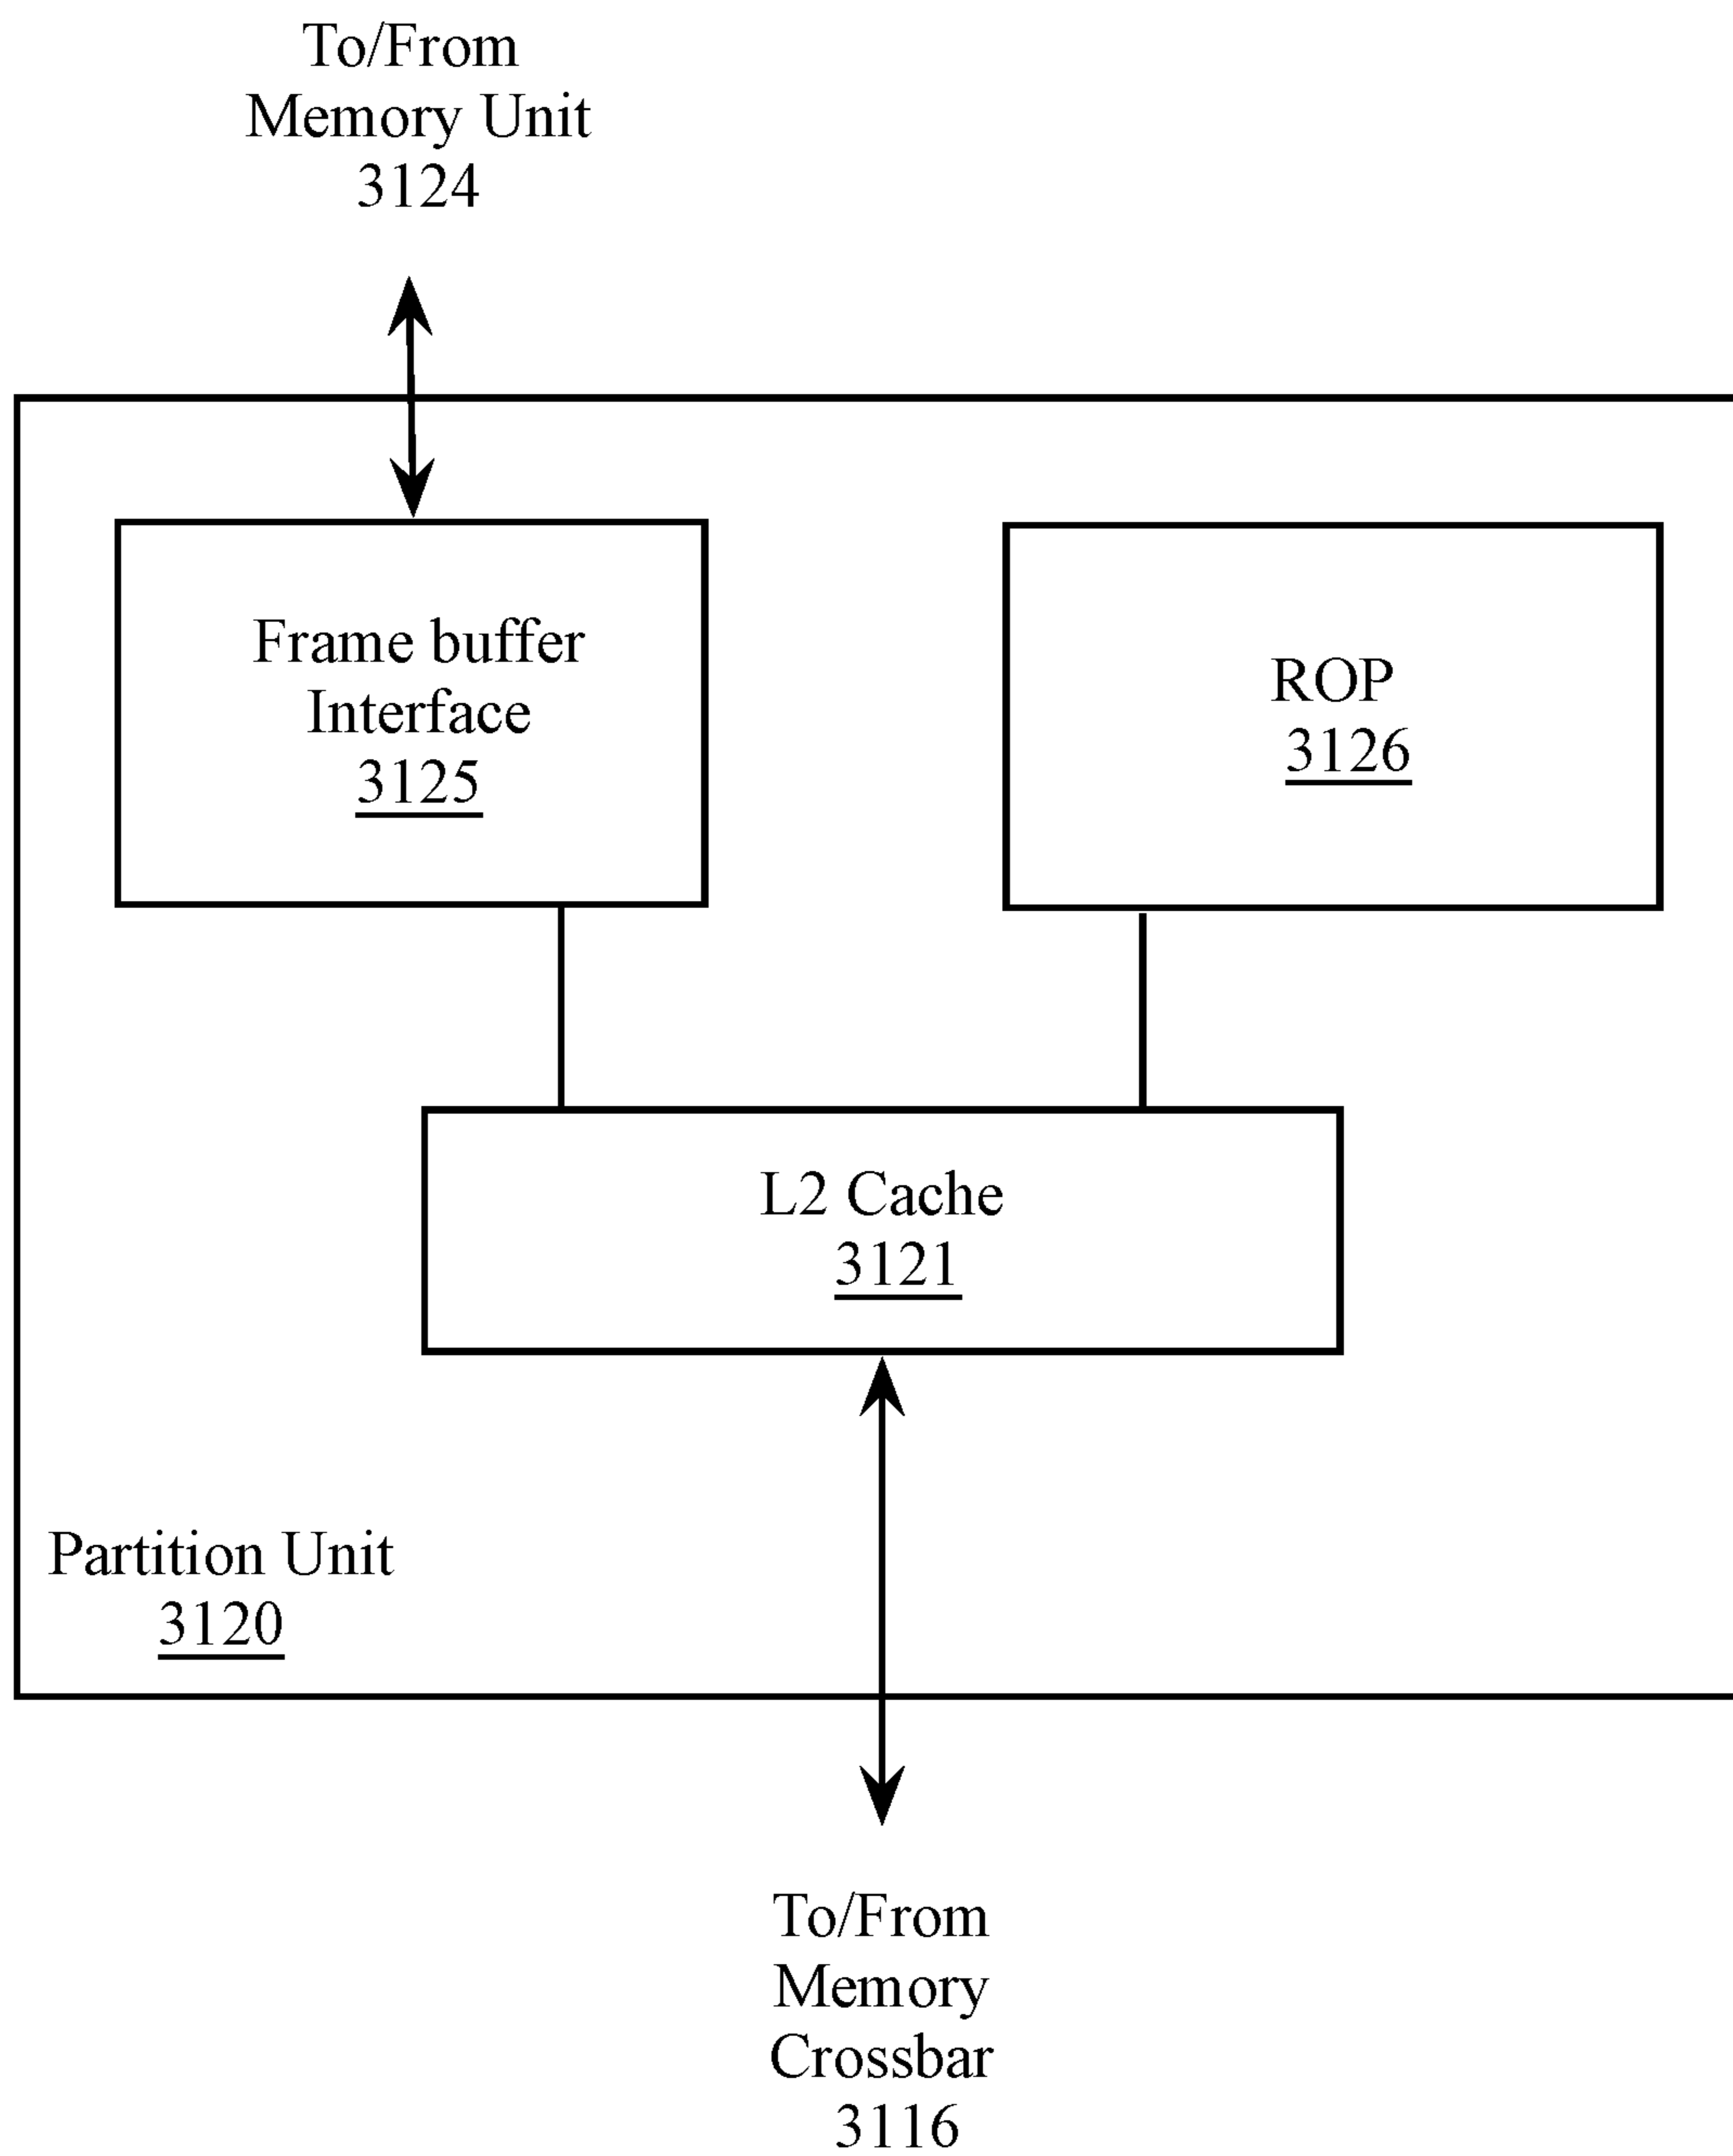 To/From
Memory Unit
3124
Frame buffer
Interface
3125
ROP
3126
L2 Cache
3121
Partition Unit
3120
To/From
Memory
Crossbar
3116